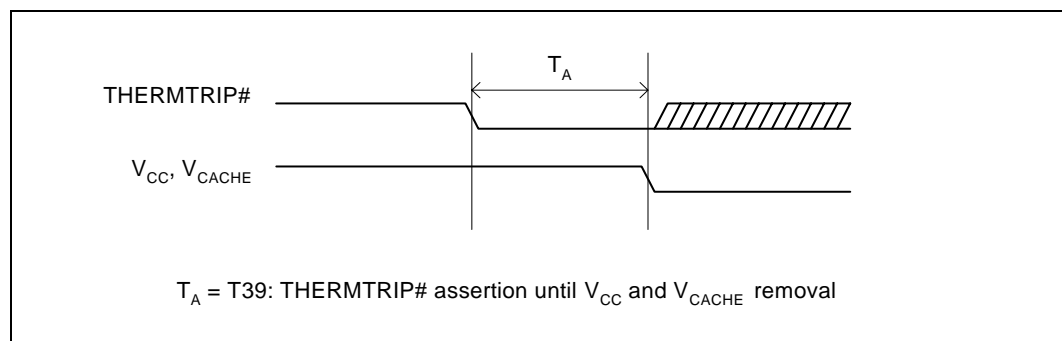 T_A
THERMTRIP#
V_CC, V_CACHE
T_A = T39: THERMTRIP# assertion until V_CC and V_CACHE removal